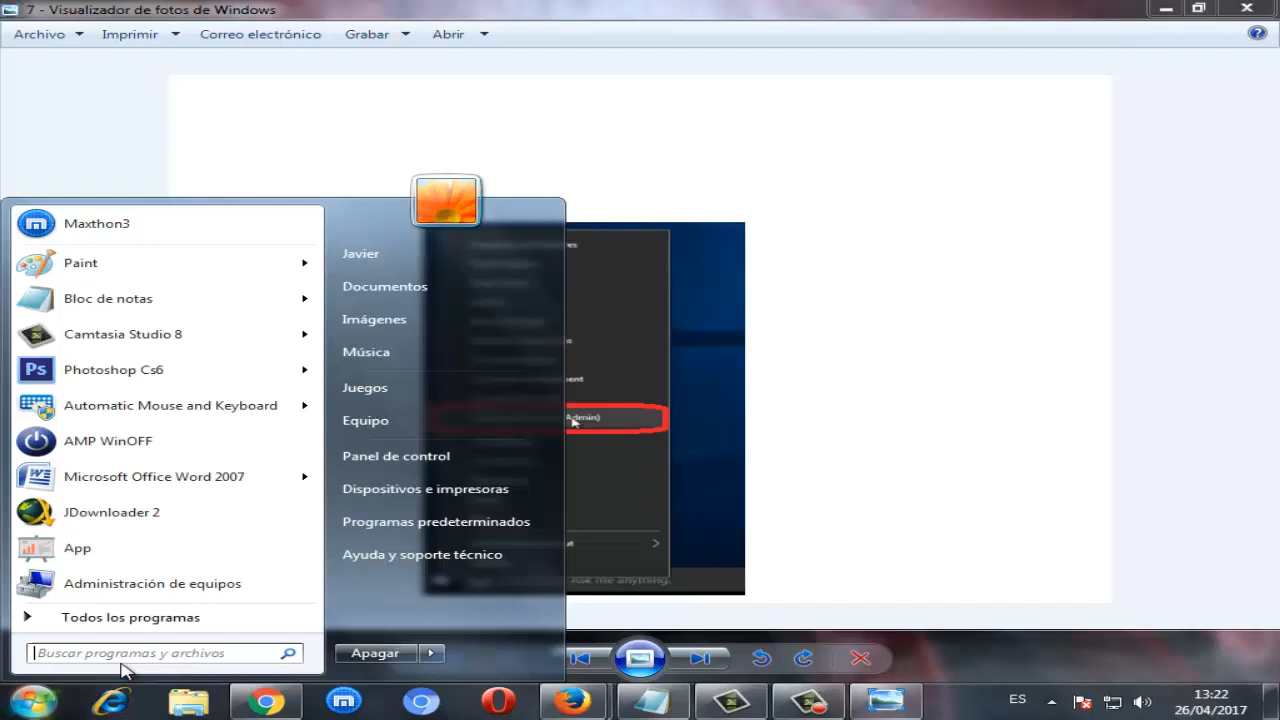 7 - Visualizador de fotos de Windows
Archivo Imprimir Correo electrónico Grabar Abrir
Maxthon3
Paint
Bloc de notas
Camtasia Studio 8
Photoshop Cs6
Automatic Mouse and Keyboard
AMP WinOFF
Microsoft Office Word 2007
JDownloader 2
App
Administración de equipos
Todos los programas
Buscar programas y archivos
Javier
Documentos
Imágenes
Música
Juegos
Equipo
Panel de control
Dispositivos e impresoras
Programas predeterminados
Ayuda y soporte técnico
Apagar
Admin)
Ask me anything.
ES
13:22
26/04/2017